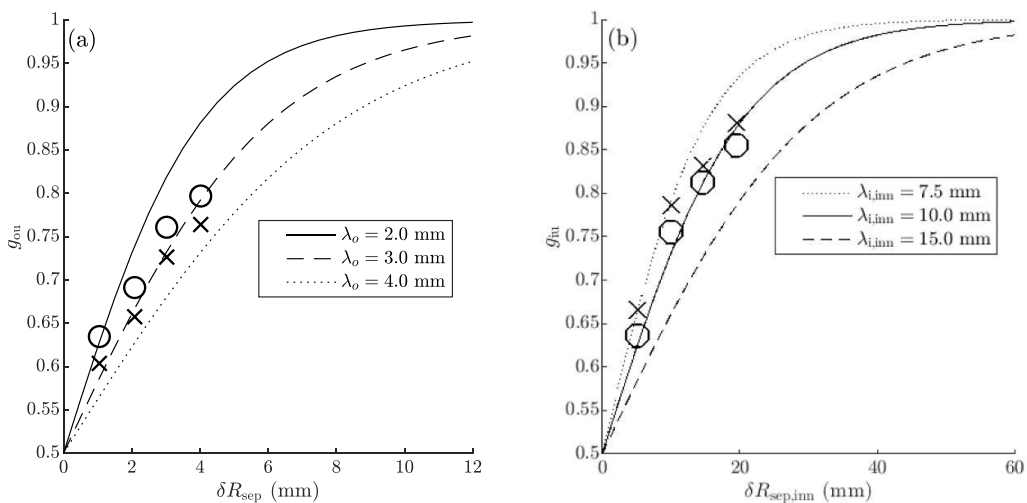 (a)
1
0.95
0.9
0.85
0.8
0.75
0.7
0.65
0.6
0.55
0.5
g_ou
λ_o = 2.0 mm
λ_o = 3.0 mm
λ_o = 4.0 mm
0 2 4 6 8 10 12
δR_sep (mm)
(b)
1
0.95
0.9
0.85
0.8
0.75
0.7
0.65
0.6
0.55
0.5
g_iu
λ_i,inn = 7.5 mm
λ_i,inn = 10.0 mm
λ_i,inn = 15.0 mm
0 20 40 60
δR_sep,inn (mm)